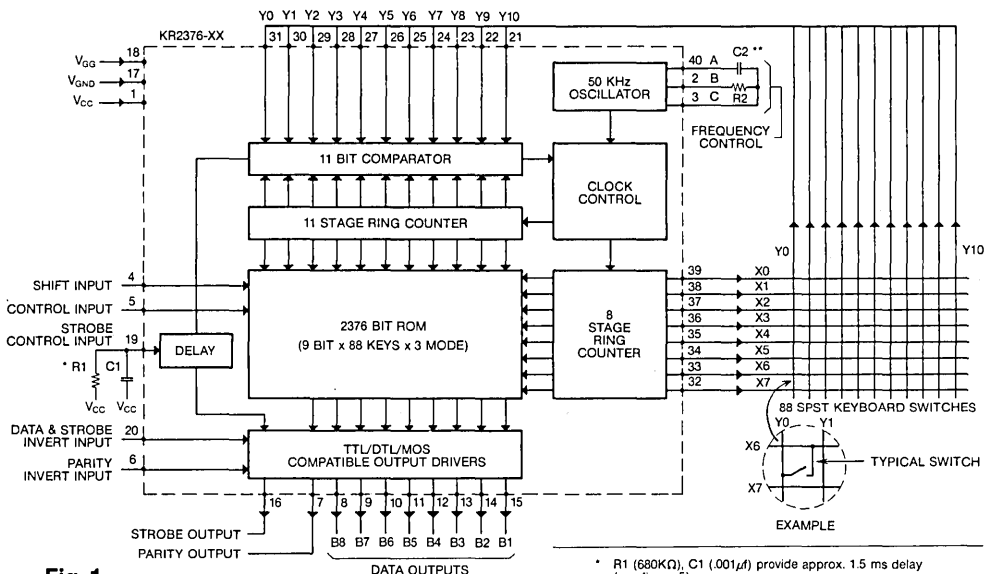 Y0 Y1 Y2 Y3 Y4 Y5 Y6 Y7 Y8 Y9 Y10
KR2376-XX
31 30 29 28 27 26 25 24 23 22 21
VGG 18
VGND 17
VCC 1
50 KHz
OSCILLATOR
40 A
2 B
3 C
C2 **
R2
FREQUENCY
CONTROL
11 BIT COMPARATOR
CLOCK
CONTROL
11 STAGE RING COUNTER
Y0
Y10
SHIFT INPUT 4
CONTROL INPUT 5
STROBE
CONTROL INPUT 19
DELAY
* R1
C1
VCC
VCC
2376 BIT ROM
(9 BIT x 88 KEYS x 3 MODE)
8
STAGE
RING
COUNTER
39 X0
38 X1
37 X2
36 X3
35 X4
34 X5
33 X6
32 X7
88 SPST KEYBOARD SWITCHES
DATA & STROBE
INVERT INPUT 20
PARITY
INVERT INPUT 6
TTL/DTL/MOS
COMPATIBLE OUTPUT DRIVERS
Y0 Y1
X6
X7
TYPICAL SWITCH
EXAMPLE
16 7 8 9 10 11 12 13 14 15
STROBE OUTPUT
PARITY OUTPUT
B8 B7 B6 B5 B4 B3 B2 B1
DATA OUTPUTS
* R1 (680KΩ), C1 (.001µf) provide approx. 1.5 ms delay